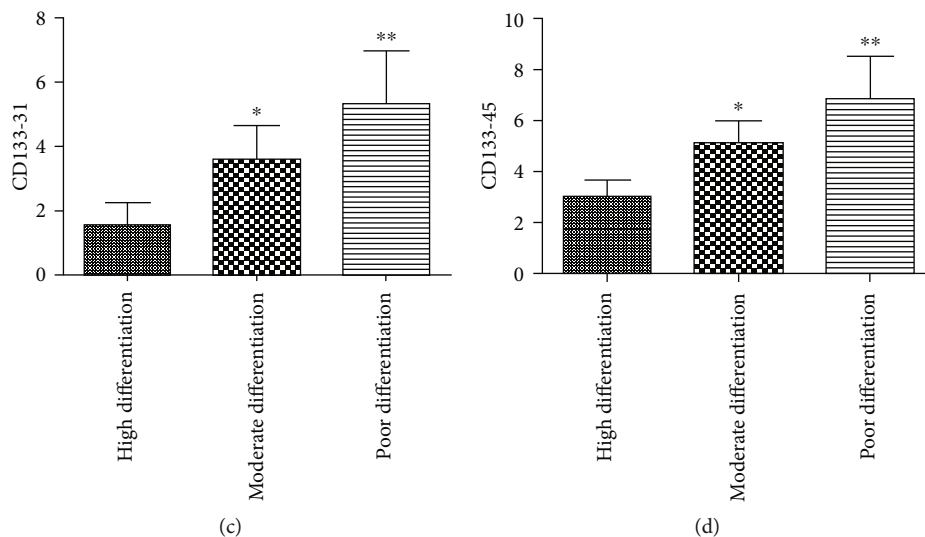 8
6
4
2
0
CD133-31
*
**
High differentiation
Moderate differentiation
Poor differentiation
(c)
10
8
6
4
2
0
CD133-45
*
**
High differentiation
Moderate differentiation
Poor differentiation
(d)